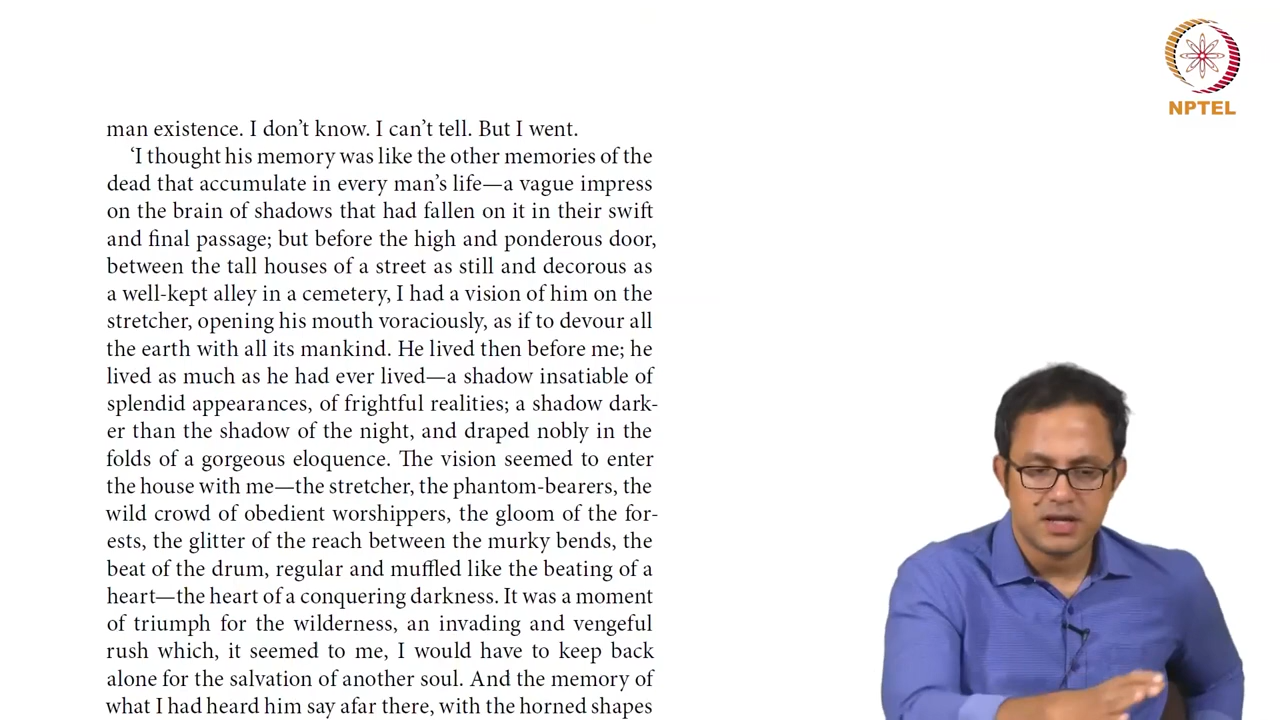 NPTEL
man existence. I don’t know. I can’t tell. But I went.
‘I thought his memory was like the other memories of the
dead that accumulate in every man’s life—a vague impress
on the brain of shadows that had fallen on it in their swift
and final passage; but before the high and ponderous door,
between the tall houses of a street as still and decorous as
a well-kept alley in a cemetery, I had a vision of him on the
stretcher, opening his mouth voraciously, as if to devour all
the earth with all its mankind. He lived then before me; he
lived as much as he had ever lived—a shadow insatiable of
splendid appearances, of frightful realities; a shadow dark-
er than the shadow of the night, and draped nobly in the
folds of a gorgeous eloquence. The vision seemed to enter
the house with me—the stretcher, the phantom-bearers, the
wild crowd of obedient worshippers, the gloom of the for-
ests, the glitter of the reach between the murky bends, the
beat of the drum, regular and muffled like the beating of a
heart—the heart of a conquering darkness. It was a moment
of triumph for the wilderness, an invading and vengeful
rush which, it seemed to me, I would have to keep back
alone for the salvation of another soul. And the memory of
what I had heard him say afar there, with the horned shapes